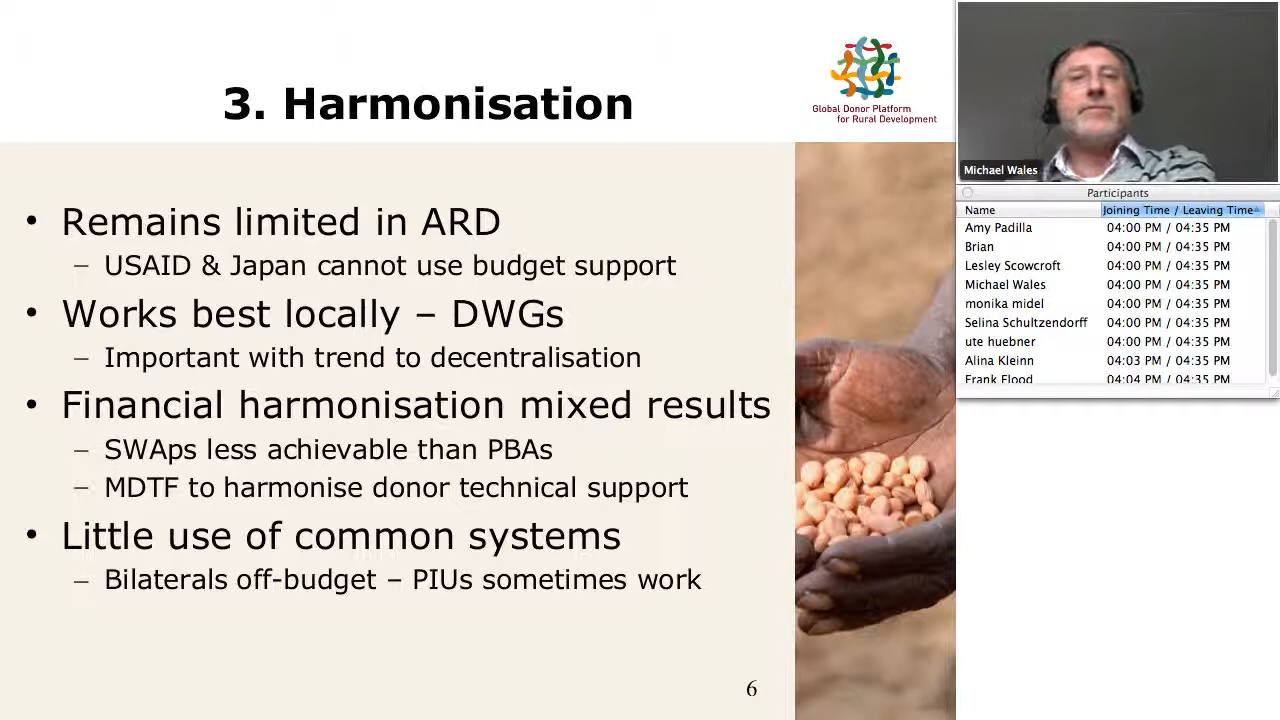 3. Harmonisation
Global Donor Platform
for Rural Development
• Remains limited in ARD
– USAID & Japan cannot use budget support
• Works best locally – DWGs
– Important with trend to decentralisation
• Financial harmonisation mixed results
– SWAps less achievable than PBAs
– MDTF to harmonise donor technical support
• Little use of common systems
– Bilaterals off-budget – PIUs sometimes work
6
Michael Wales
Participants
Name Joining Time / Leaving Time
Amy Padilla 04:00 PM / 04:35 PM
Brian 04:00 PM / 04:35 PM
Lesley Scowcroft 04:00 PM / 04:35 PM
Michael Wales 04:00 PM / 04:35 PM
monika midel 04:00 PM / 04:35 PM
Selina Schultzendorff 04:00 PM / 04:35 PM
ute huebner 04:00 PM / 04:35 PM
Alina Kleinn 04:03 PM / 04:35 PM
Frank Flood 04:04 PM / 04:35 PM